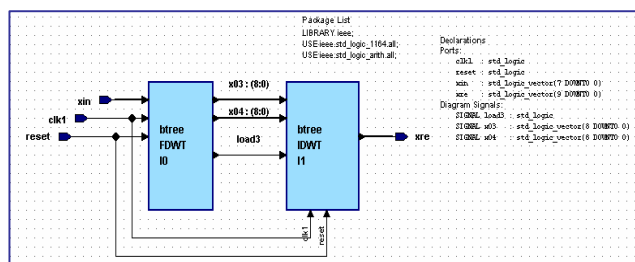 Package List
LIBRARY ieee;
USE ieee.std_logic_1164.all;
USE ieee.std_logic_arith.all;
Declarations
Ports:
clk1 : std_logic
reset : std_logic
xin : std_logic_vector(7 DOWNTO 0)
xre : std_logic_vector(9 DOWNTO 0)
Diagram Signals:
SIGNAL load3 : std_logic
SIGNAL x03 : std_logic_vector(8 DOWNTO 0)
SIGNAL x04 : std_logic_vector(8 DOWNTO 0)
xin
clk1
reset
btree
FDWT
I0
x03 : (8:0)
x04 : (8:0)
load3
btree
IDWT
I1
xre
clk1
reset